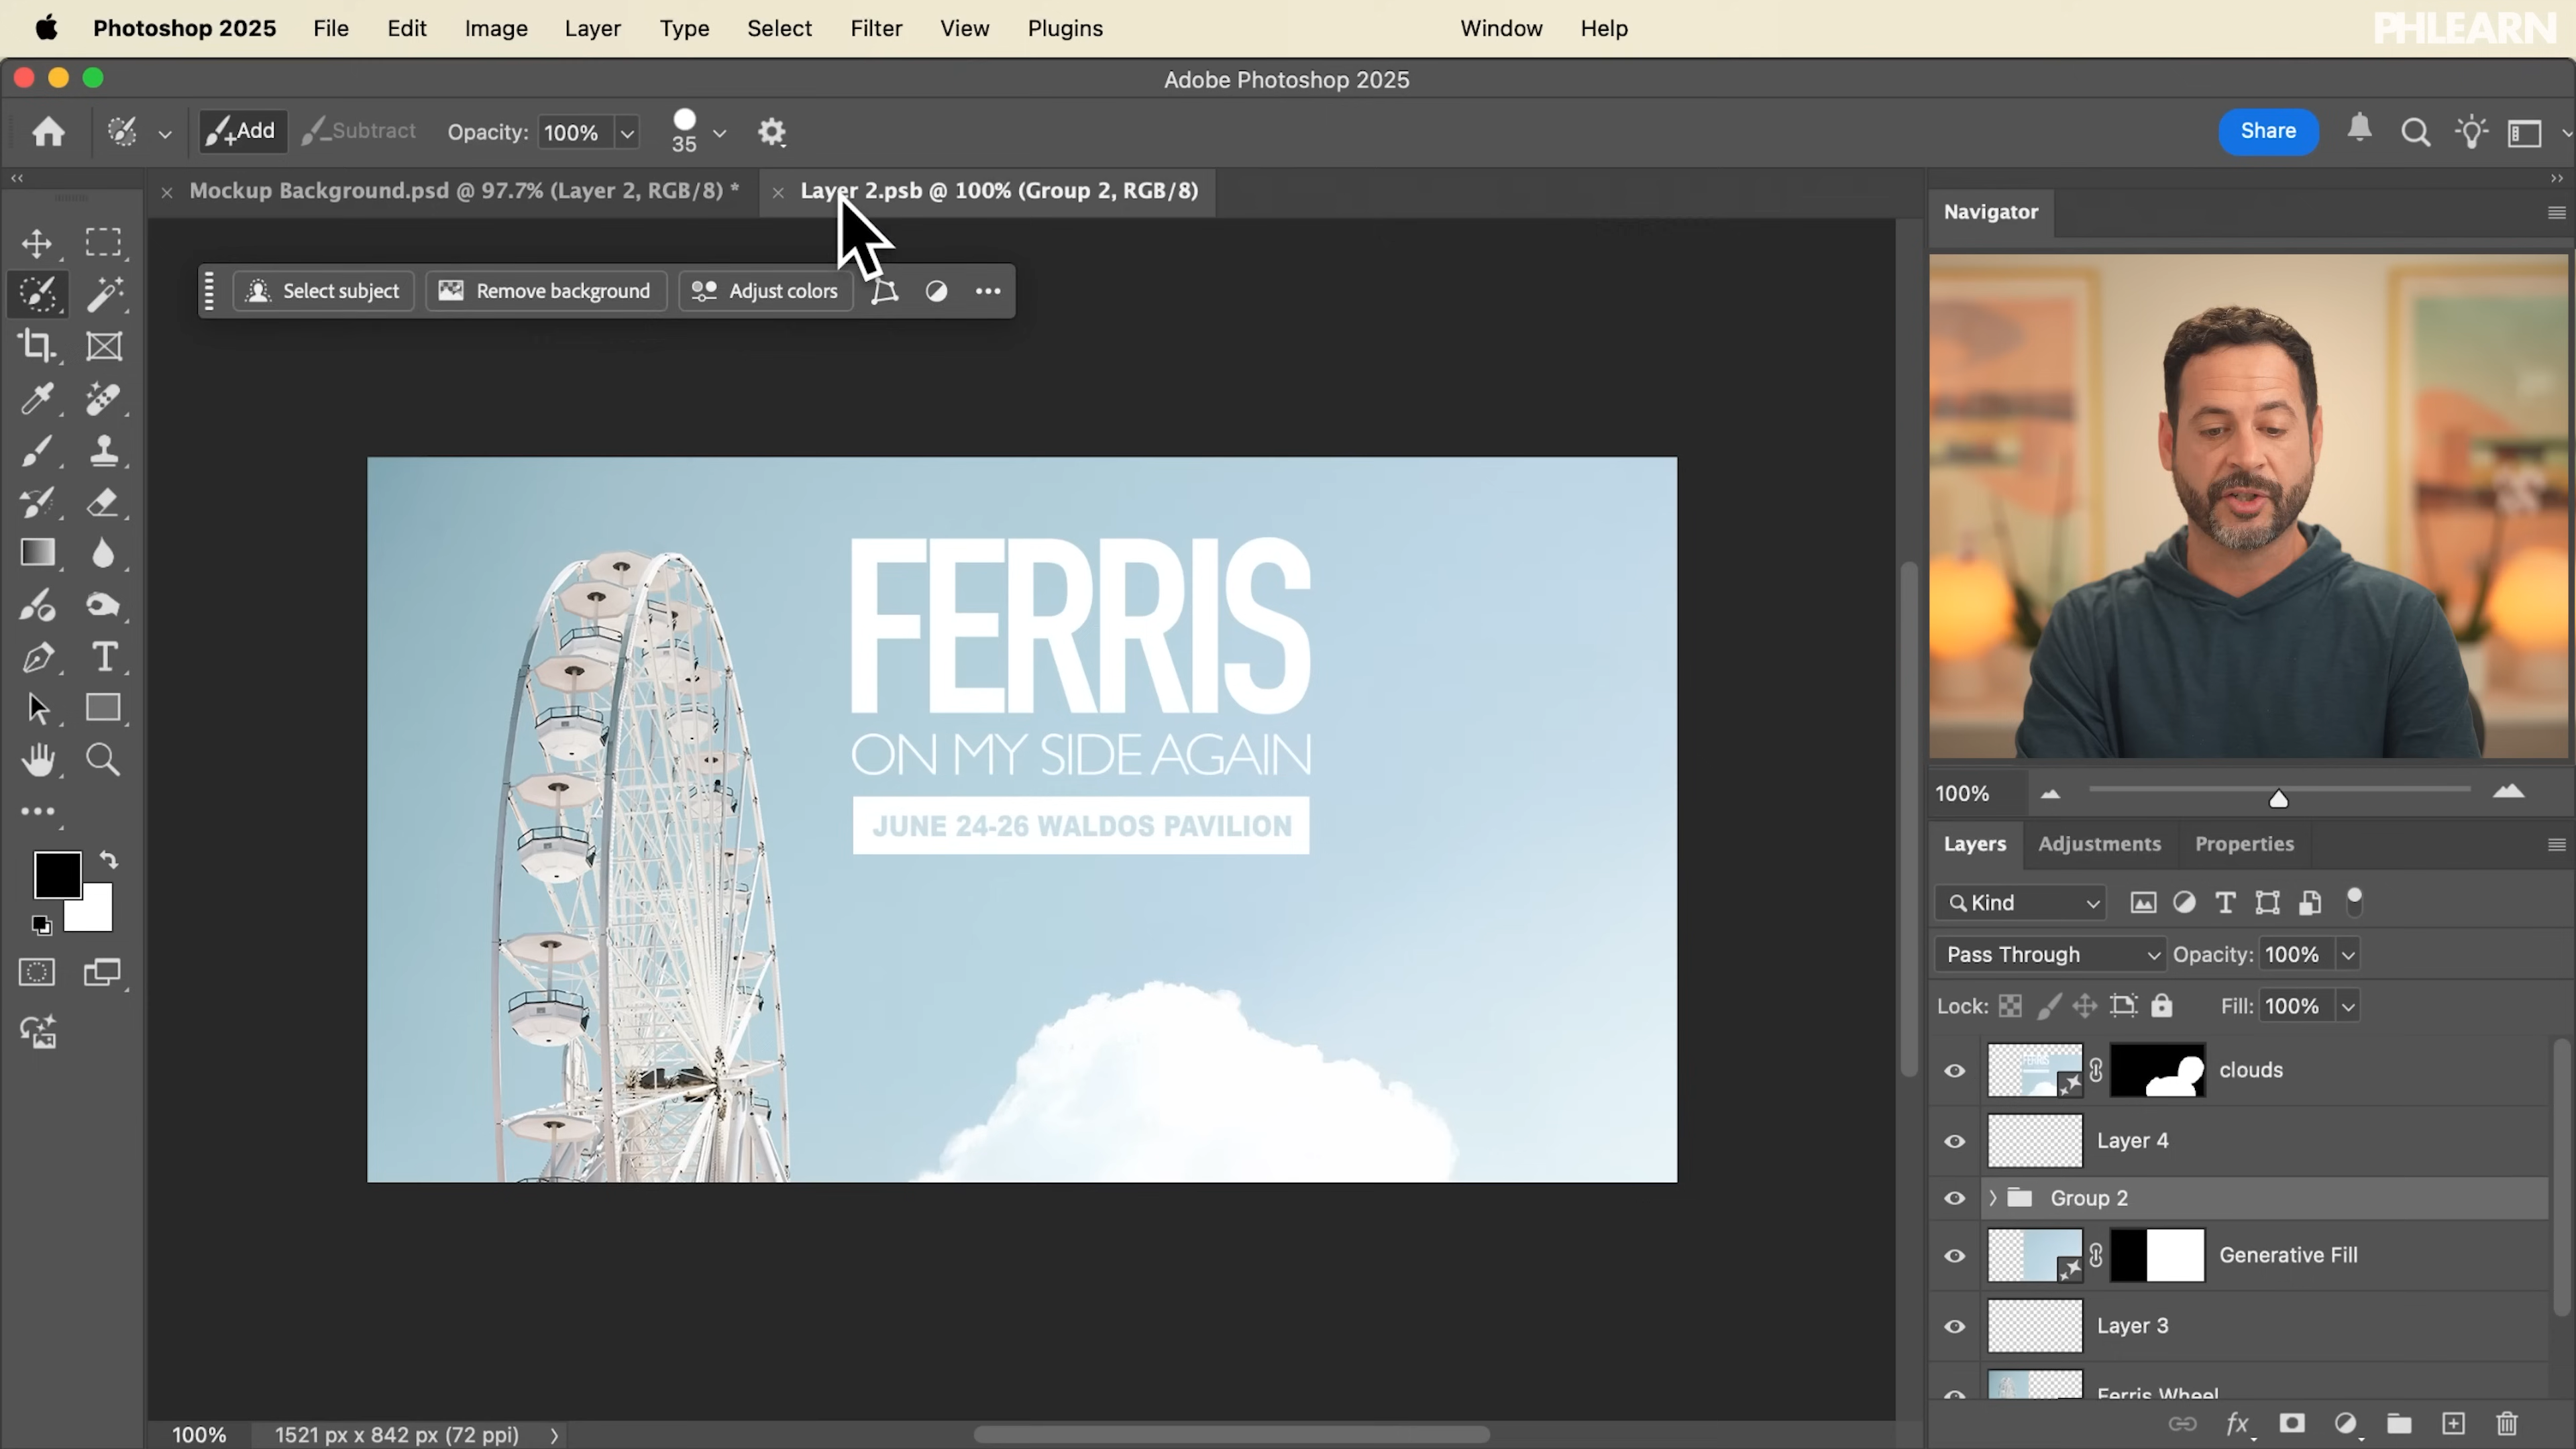 Photoshop 2025 File Edit Image Layer Type Select Filter View Plugins Window Help
PHLEARN
Adobe Photoshop 2025
Add Subtract Opacity: 100% 35 Share
Mockup Background.psd @ 97.7% (Layer 2, RGB/8) * Layer 2.psb @ 100% (Group 2, RGB/8)
Navigator
Select subject Remove background Adjust colors
FERRIS
ON MY SIDE AGAIN
JUNE 24-26 WALDOS PAVILION
100%
Layers Adjustments Properties
Kind
Pass Through Opacity: 100%
Lock: Fill: 100%
clouds
Layer 4
Group 2
Generative Fill
Layer 3
Ferris Wheel
100% 1521 px x 842 px (72 ppi)